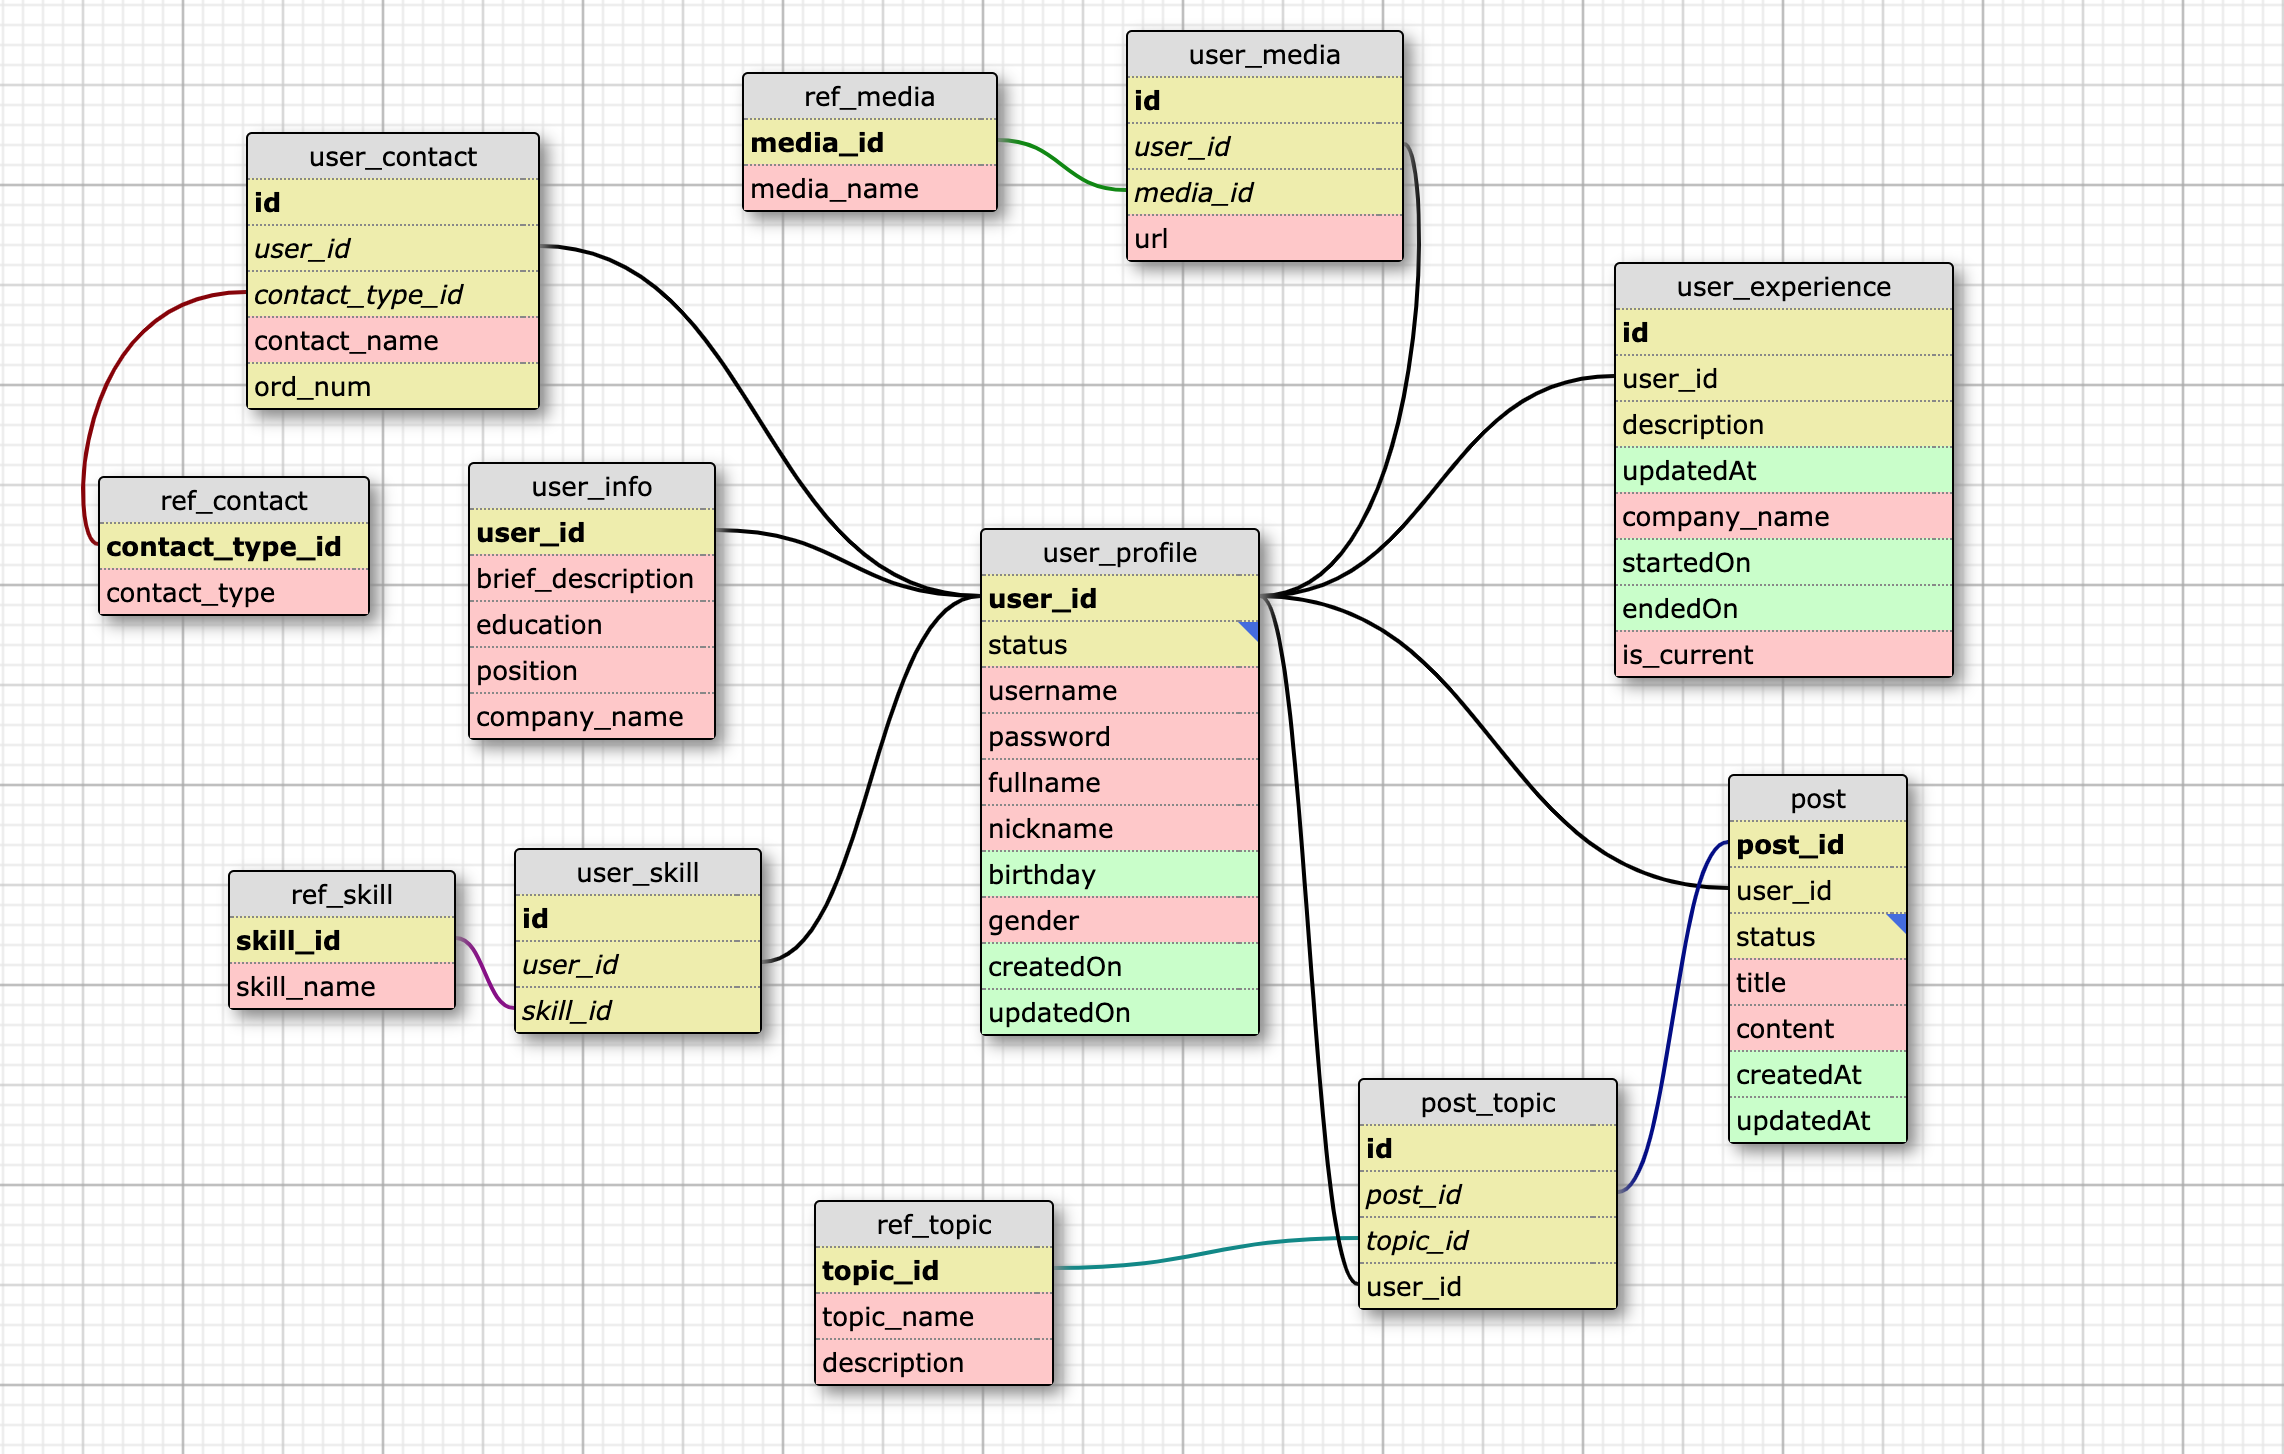 user_media
id
user_id
media_id
url
ref_media
media_id
media_name
user_contact
id
user_id
contact_type_id
contact_name
ord_num
user_experience
id
user_id
description
updatedAt
company_name
startedOn
endedOn
is_current
ref_contact
contact_type_id
contact_type
user_info
user_id
brief_description
education
position
company_name
user_profile
user_id
status
username
password
fullname
nickname
birthday
gender
createdOn
updatedOn
post
post_id
user_id
status
title
content
createdAt
updatedAt
ref_skill
skill_id
skill_name
user_skill
id
user_id
skill_id
post_topic
id
post_id
topic_id
user_id
ref_topic
topic_id
topic_name
description